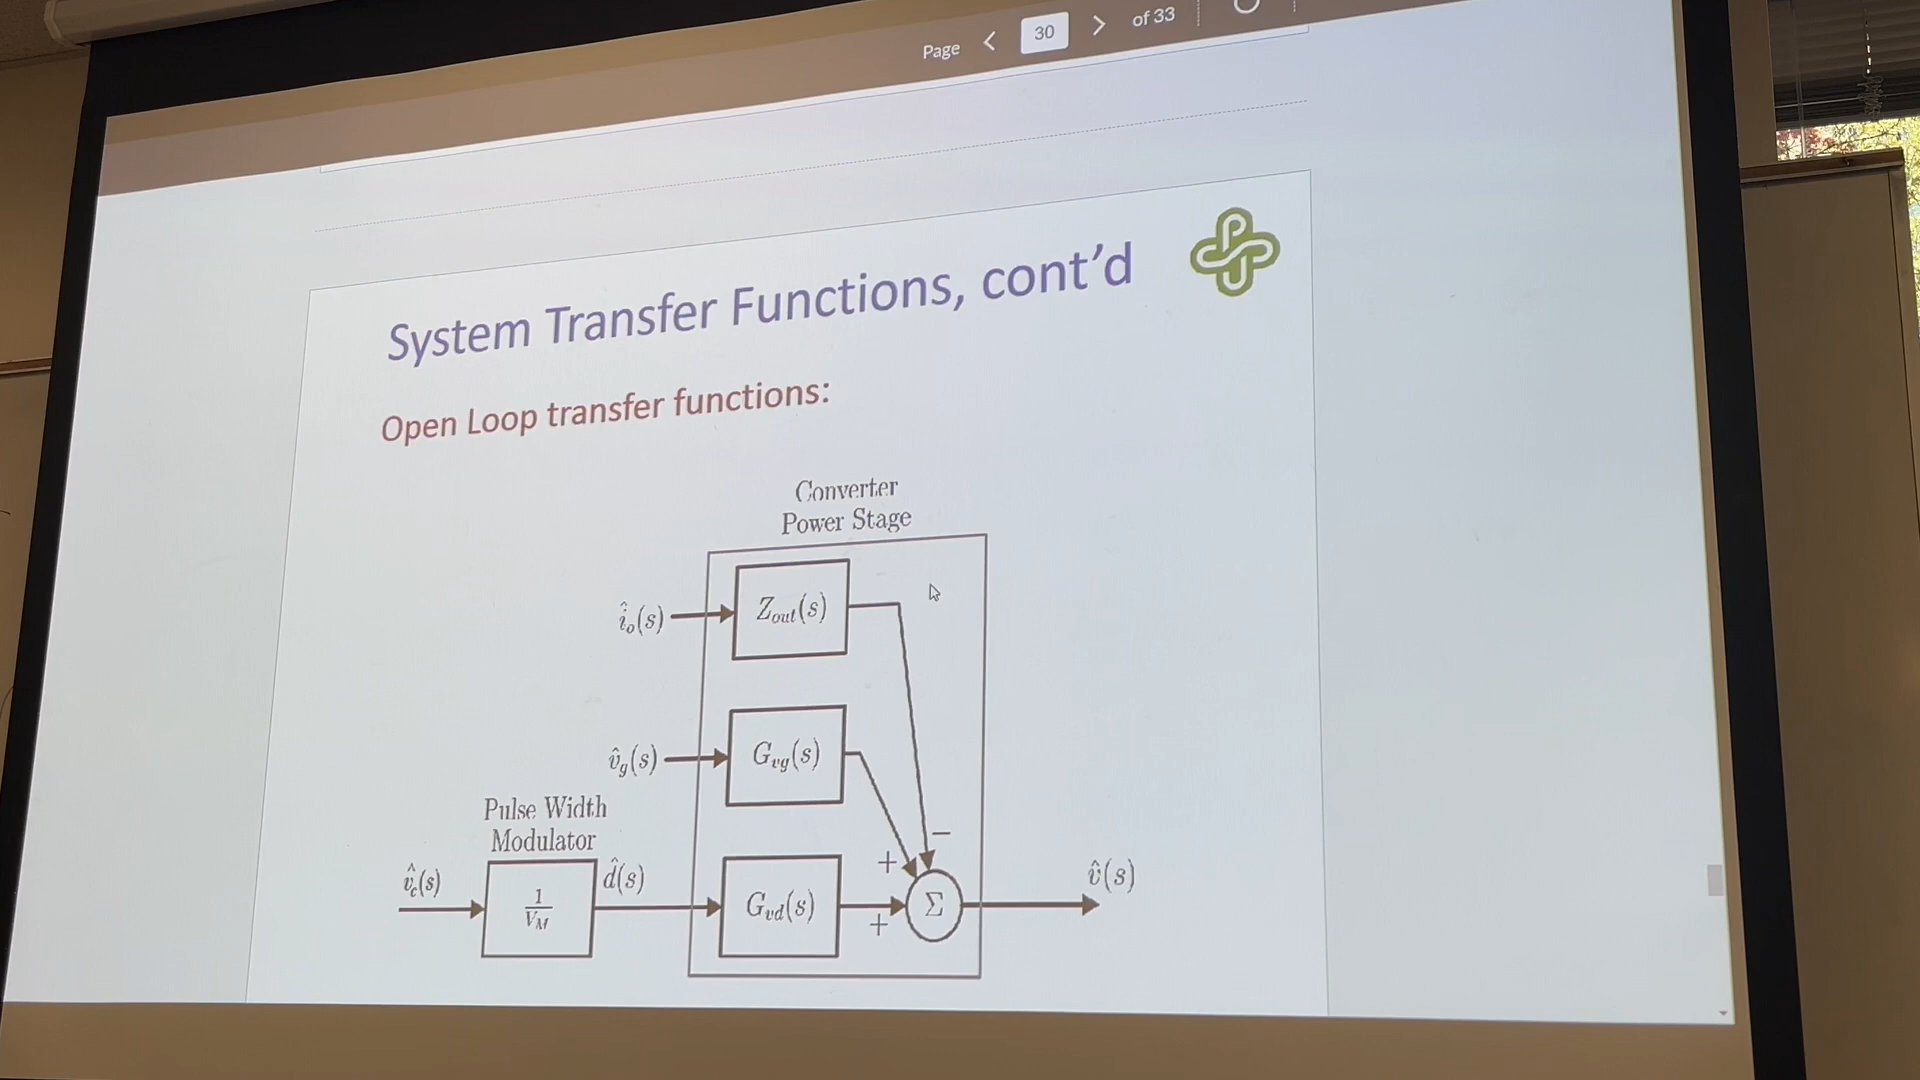 Page < 30 > of 33
System Transfer Functions, cont’d
Open Loop transfer functions:
Converter
Power Stage
î_o(s)
Z_out(s)
v̂_g(s)
G_vg(s)
Pulse Width
Modulator
v̂_c(s)
1/V_M
d̂(s)
G_vd(s)
+
−
+
Σ
v̂(s)